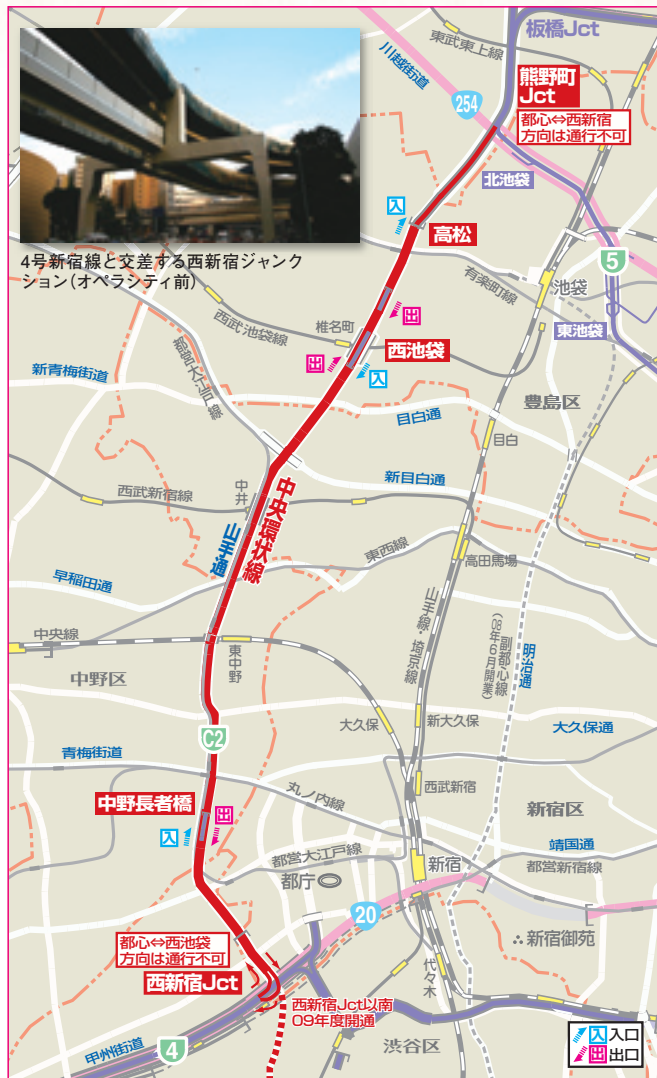 板橋Jct
東武東上線
川越街道
熊野町
Jct
254
都心⇔西新宿
方向は通行不可
北池袋
入
高松
4号新宿線と交差する西新宿ジャンク
ション(オペラシティ前)
有楽町線
5
池袋
出
東池袋
椎名町
西武池袋線
西池袋
出
入
都営大江戸線
新青梅街道
豊島区
目白通
目白
新目白通
中井
西武新宿線
中央環状線
山手通
東西線
高田馬場
早稲田通
山手線・埼京線
副都心線
('08年6月開業)
明治通
中央線
東中野
中野区
大久保
新大久保
大久保通
C2
青梅街道
西武新宿
丸ノ内線
中野長者橋
新宿区
出
入
靖国通
都営大江戸線
新宿
都営新宿線
都庁
20
新宿御苑
都心⇔西池袋
方向は通行不可
代々木
西新宿Jct
西新宿Jct以南
09年度開通
甲州街道
4
渋谷区
入 入口
出 出口